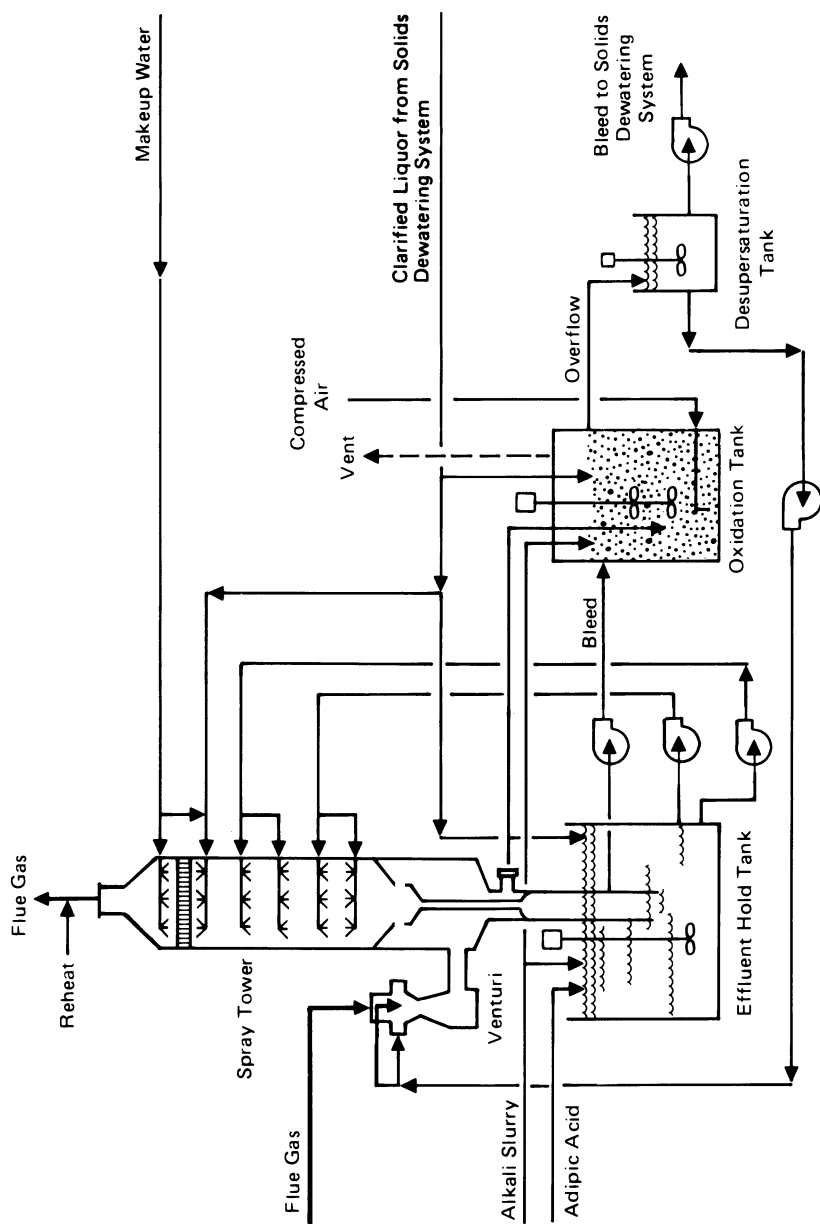 Flue Gas
Reheat
Makeup Water
Spray Tower
Clarified Liquor from Solids
Dewatering System
Flue Gas
Venturi
Alkali Slurry
Adipic Acid
Effluent Hold Tank
Bleed
Vent
Compressed
Air
Oxidation Tank
Overflow
Desupersaturation
Tank
Bleed to Solids
Dewatering
System